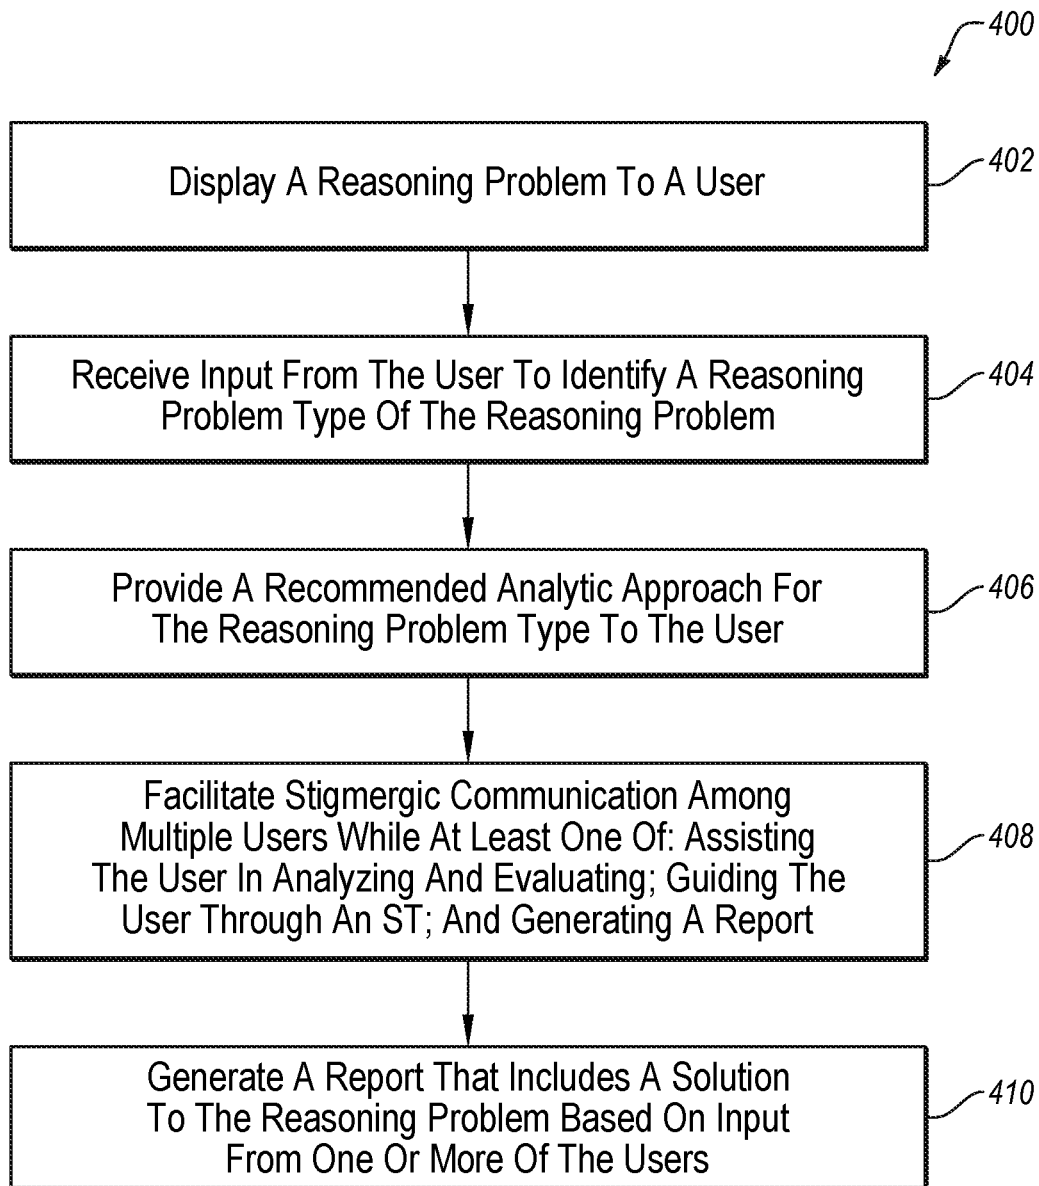 400
Display A Reasoning Problem To A User
402
Receive Input From The User To Identify A Reasoning
Problem Type Of The Reasoning Problem
404
Provide A Recommended Analytic Approach For
The Reasoning Problem Type To The User
406
Facilitate Stigmergic Communication Among
Multiple Users While At Least One Of: Assisting
The User In Analyzing And Evaluating; Guiding The
User Through An ST; And Generating A Report
408
Generate A Report That Includes A Solution
To The Reasoning Problem Based On Input
From One Or More Of The Users
410